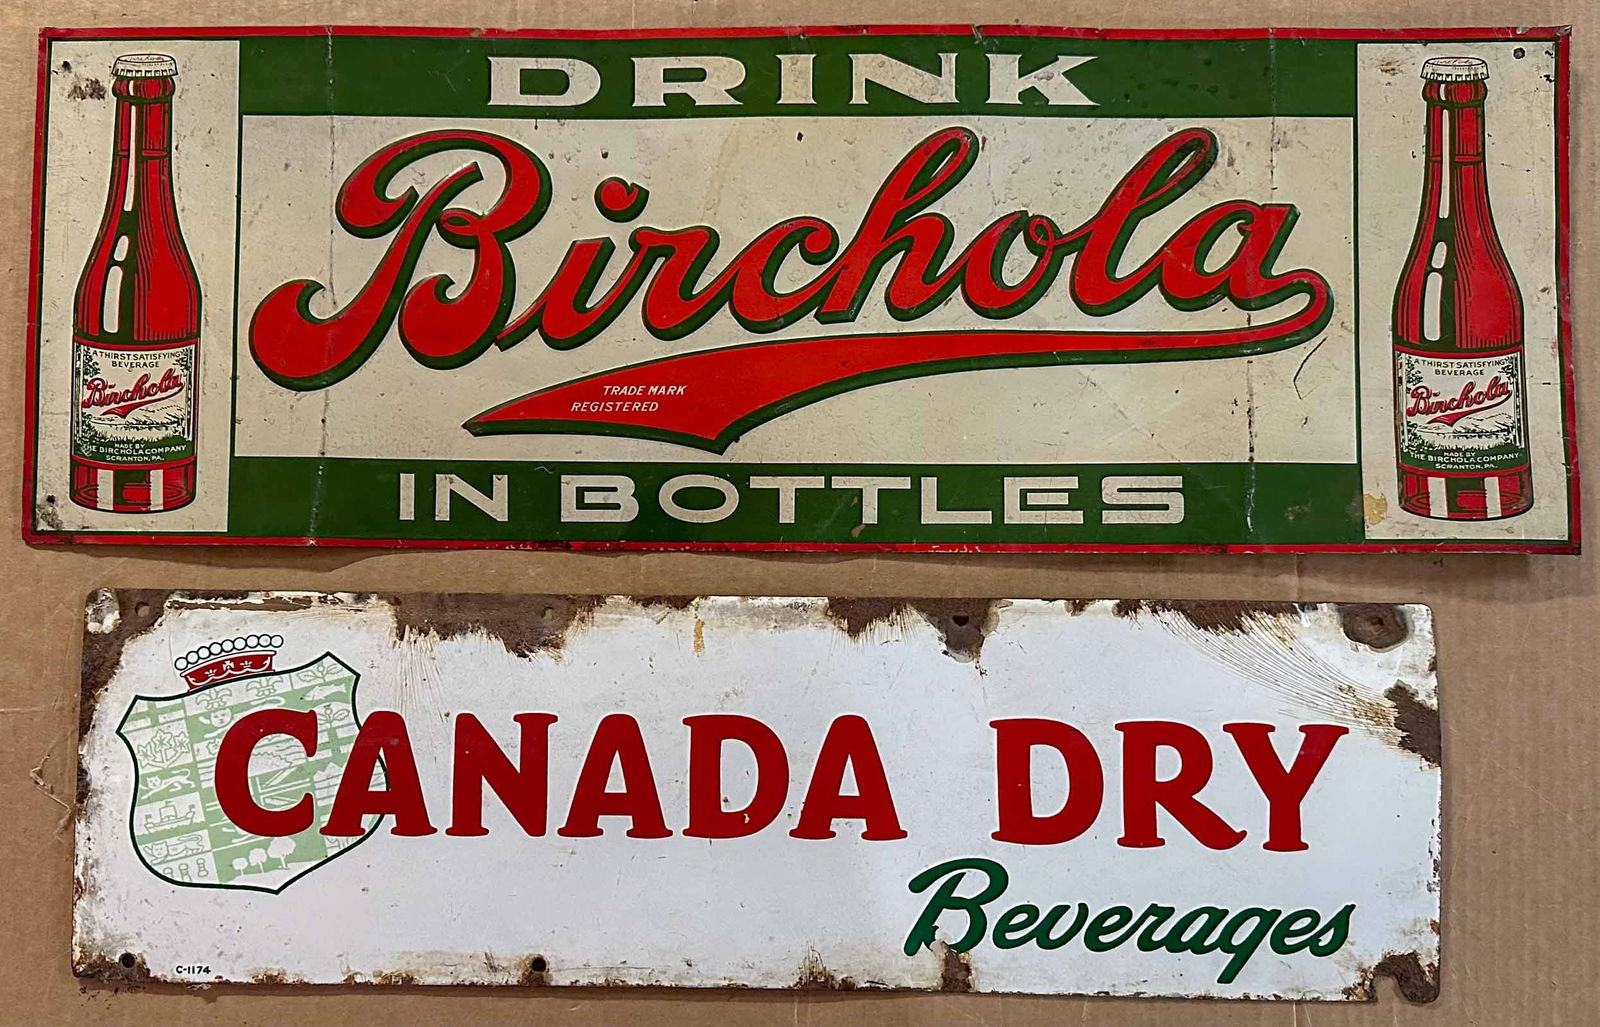 DRINK
Birchola
TRADE MARK
REGISTERED
IN BOTTLES
A THIRST SATISFYING
BEVERAGE
Birchola
MADE BY
THE BIRCHOLA COMPANY
SCRANTON, PA.
A THIRST SATISFYING
BEVERAGE
Birchola
MADE BY
THE BIRCHOLA COMPANY
SCRANTON, PA.
CANADA DRY
Beverages
C-1174